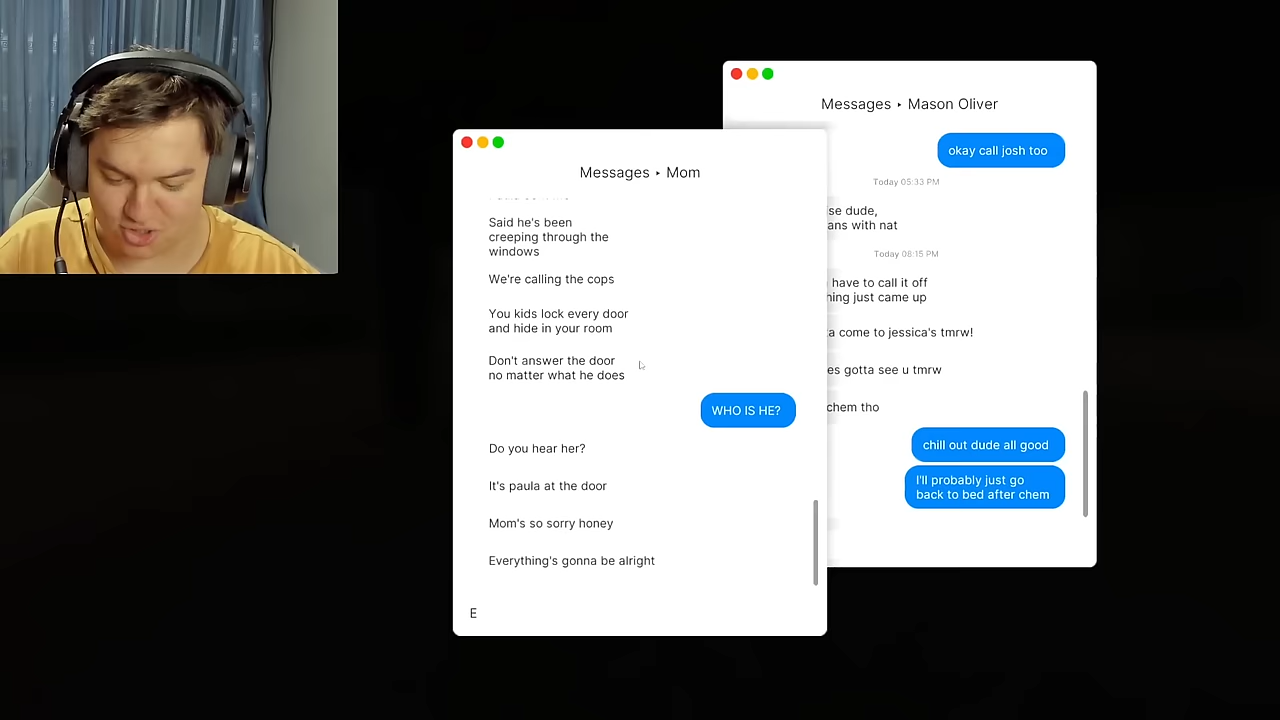 Messages ▸ Mom
Said he's been
creeping through the
windows
We're calling the cops
You kids lock every door
and hide in your room
Don't answer the door
no matter what he does
WHO IS HE?
Do you hear her?
It's paula at the door
Mom's so sorry honey
Everything's gonna be alright
E
Messages ▸ Mason Oliver
okay call josh too
Today 05:33 PM
se dude,
ans with nat
Today 08:15 PM
have to call it off
hing just came up
a come to jessica's tmrw!
es gotta see u tmrw
chem tho
chill out dude all good
I'll probably just go
back to bed after chem